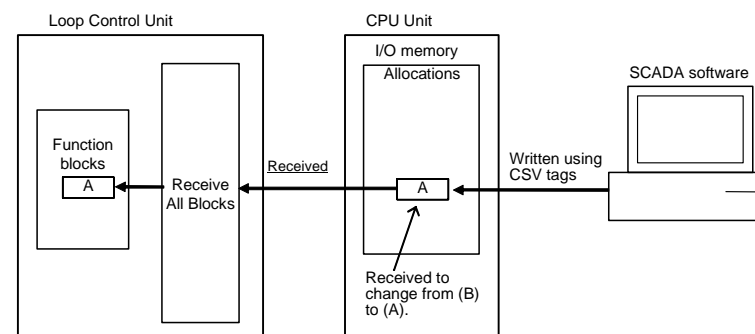 Loop Control Unit
CPU Unit
I/O memory
Allocations
SCADA software
Function
blocks
A
Receive
All Blocks
Received
A
Written using
CSV tags
Received to
change from (B)
to (A).